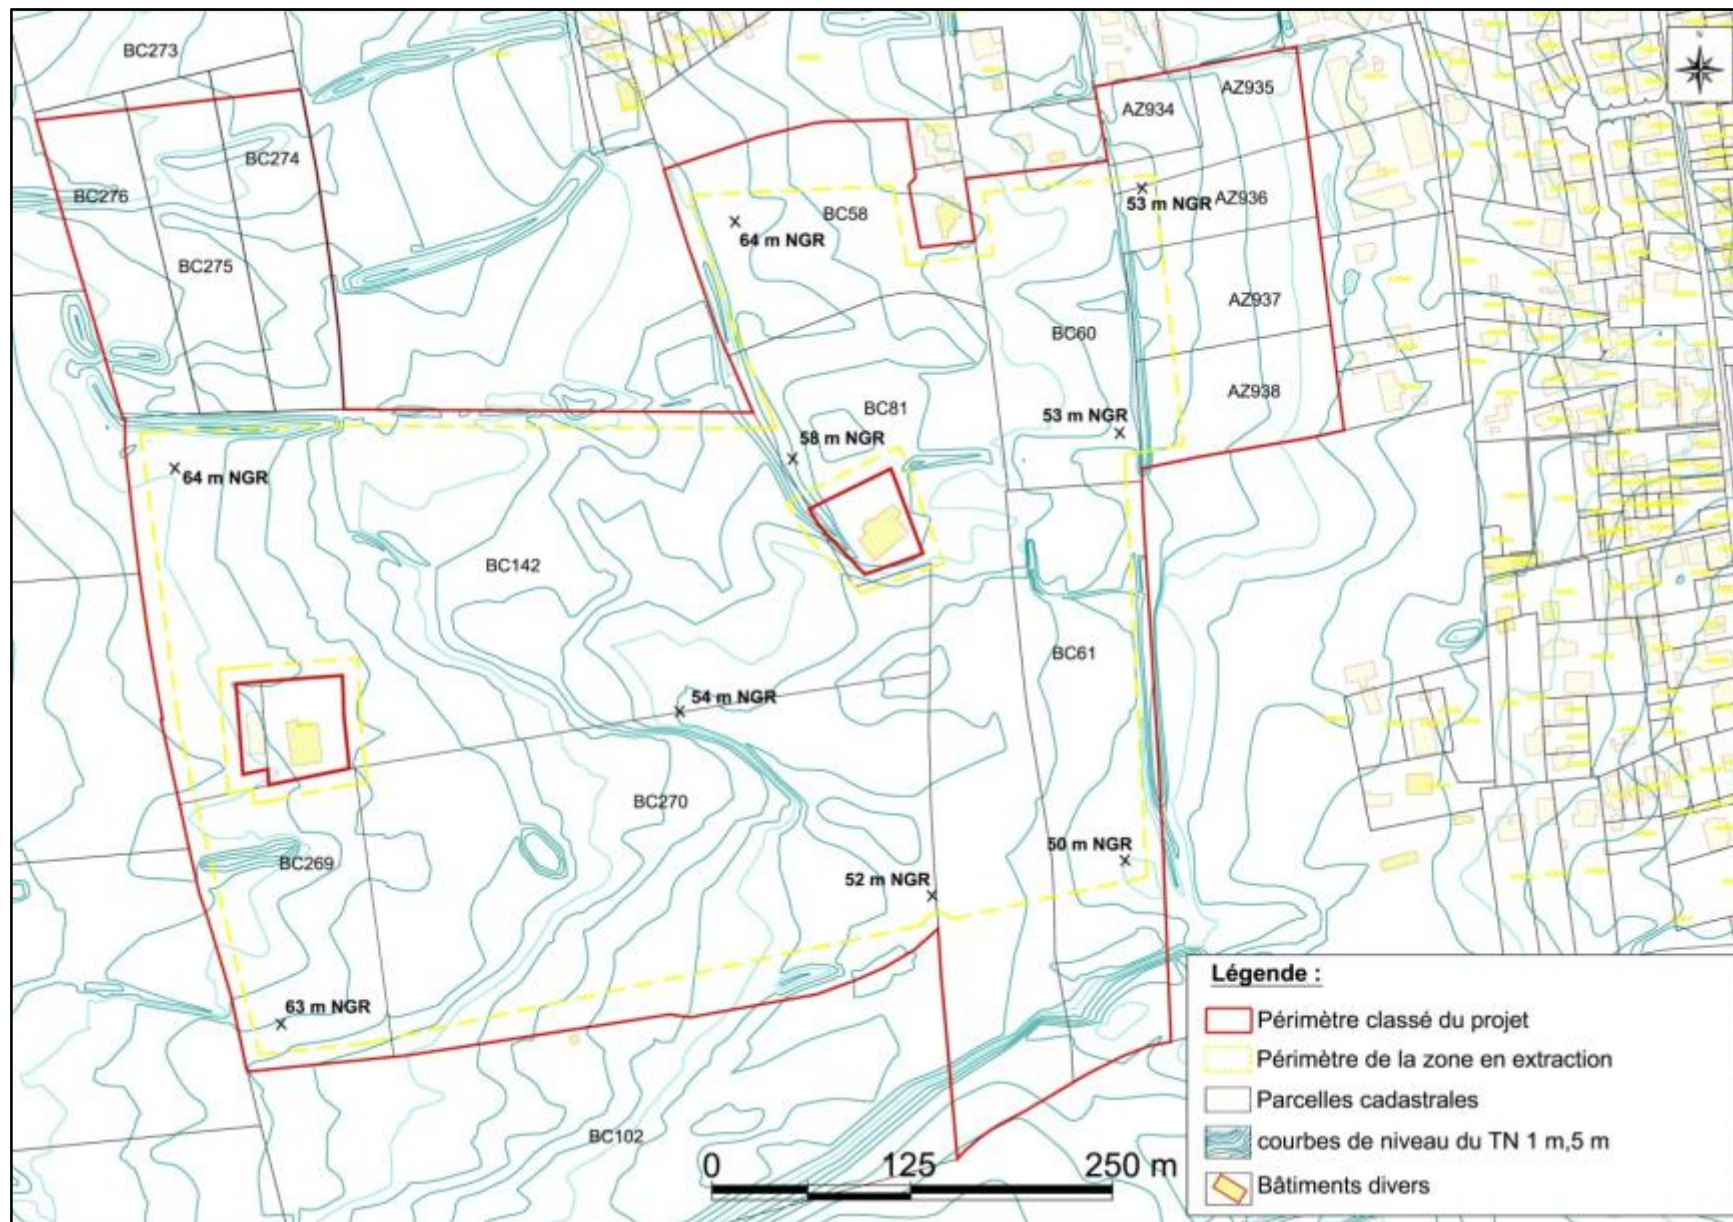 BC273
AZ935
AZ934
BC274
BC276
53 m NGR
AZ936
BC58
64 m NGR
BC275
AZ937
BC60
AZ938
BC81
53 m NGR
58 m NGR
64 m NGR
BC142
BC61
54 m NGR
BC270
50 m NGR
BC269
52 m NGR
63 m NGR
BC102
0 125 250 m
Légende :
Périmètre classé du projet
Périmètre de la zone en extraction
Parcelles cadastrales
courbes de niveau du TN 1 m,5 m
Bâtiments divers